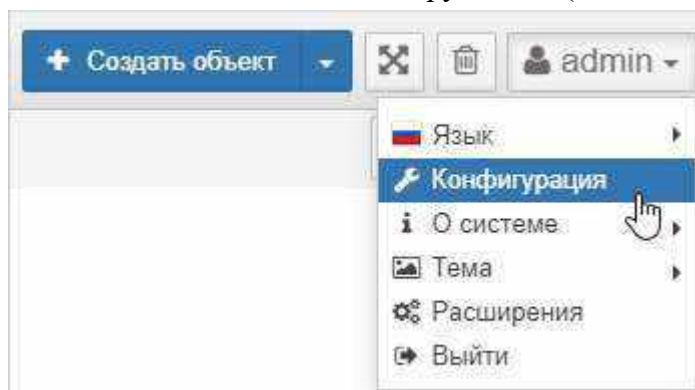 Создать объект
admin
Язык
Конфигурация
О системе
Тема
Расширения
Выйти